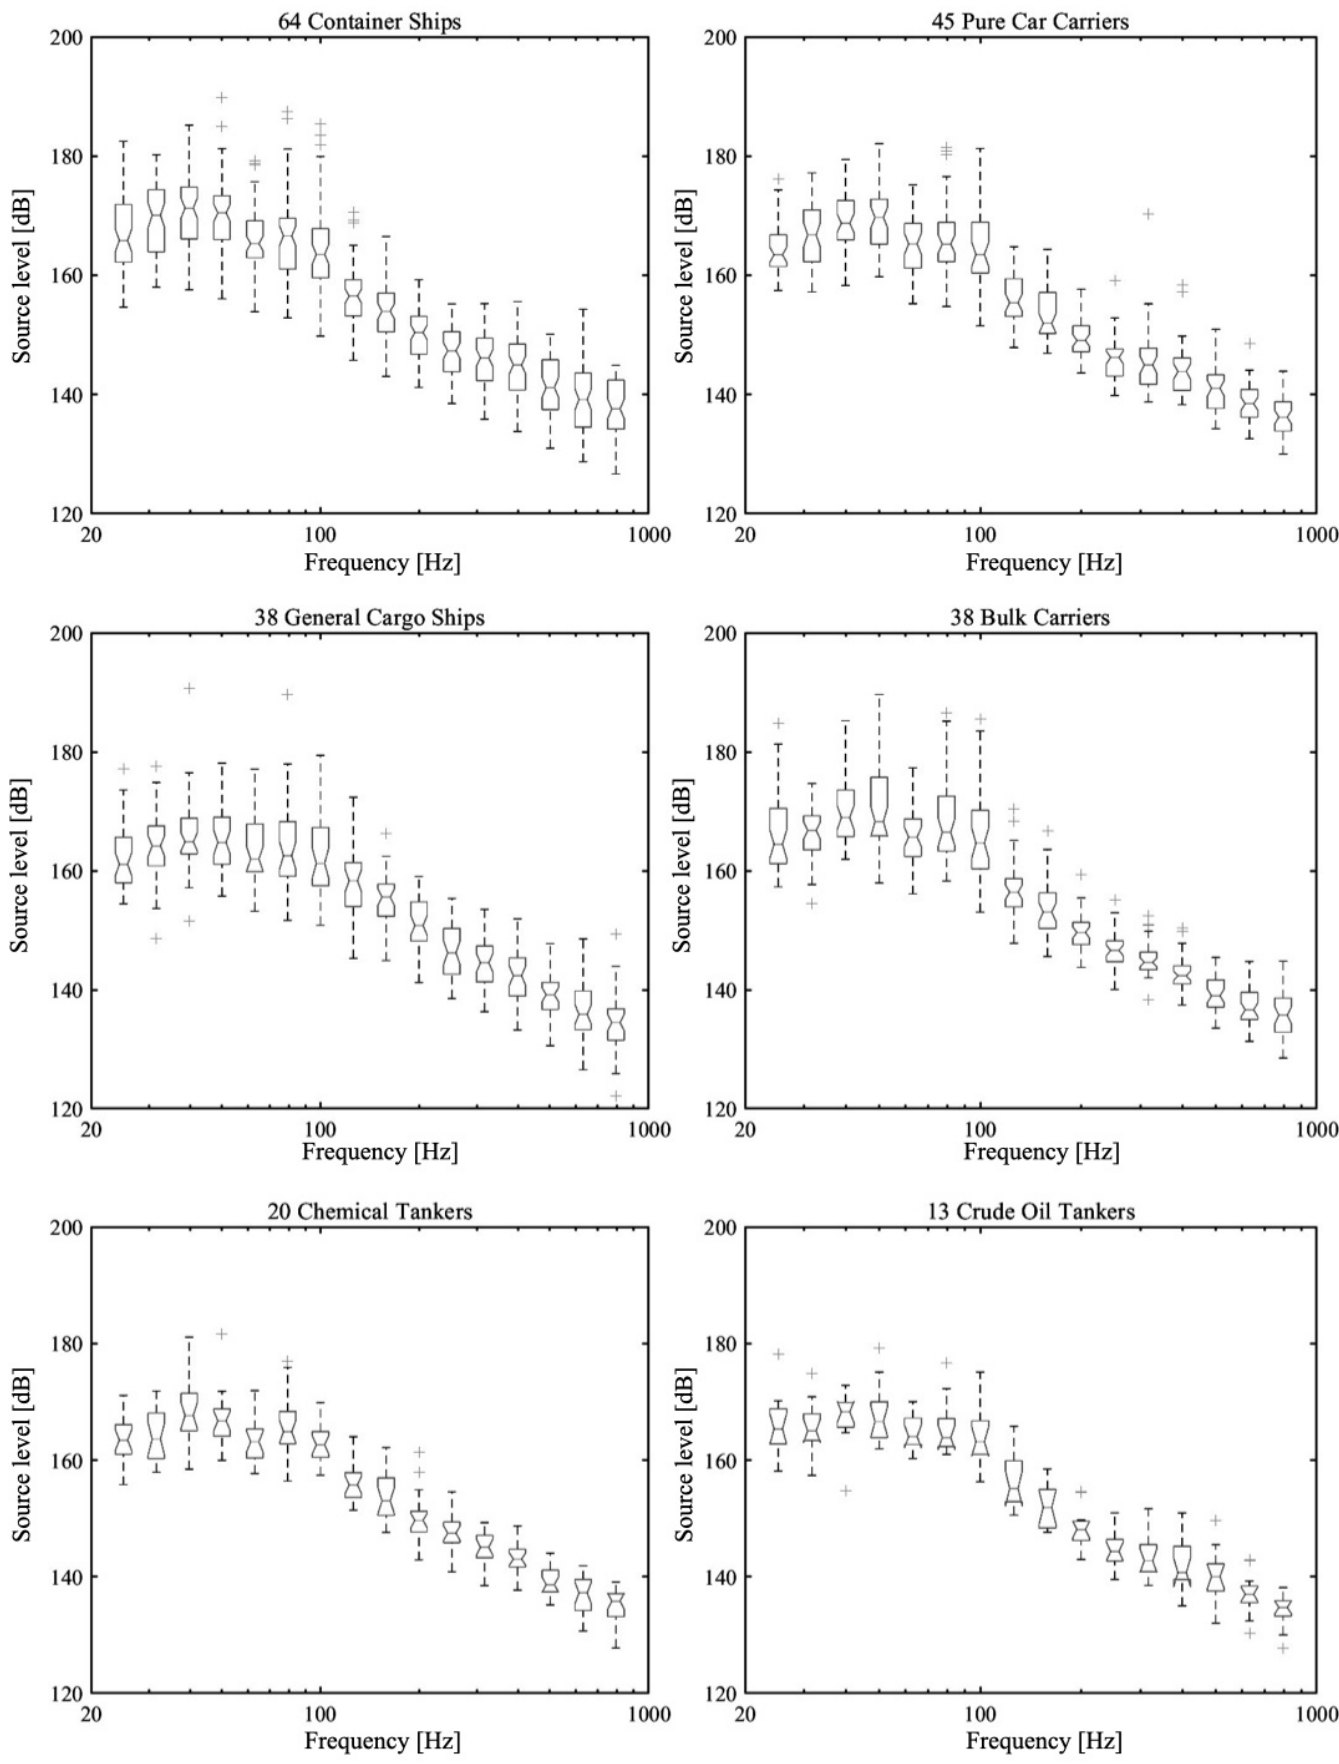 64 Container Ships
200
180
160
140
120
Source level [dB]
20
100
1000
Frequency [Hz]
45 Pure Car Carriers
200
180
160
140
120
Source level [dB]
20
100
1000
Frequency [Hz]
38 General Cargo Ships
200
180
160
140
120
Source level [dB]
20
100
1000
Frequency [Hz]
38 Bulk Carriers
200
180
160
140
120
Source level [dB]
20
100
1000
Frequency [Hz]
20 Chemical Tankers
200
180
160
140
120
Source level [dB]
20
100
1000
Frequency [Hz]
13 Crude Oil Tankers
200
180
160
140
120
Source level [dB]
20
100
1000
Frequency [Hz]